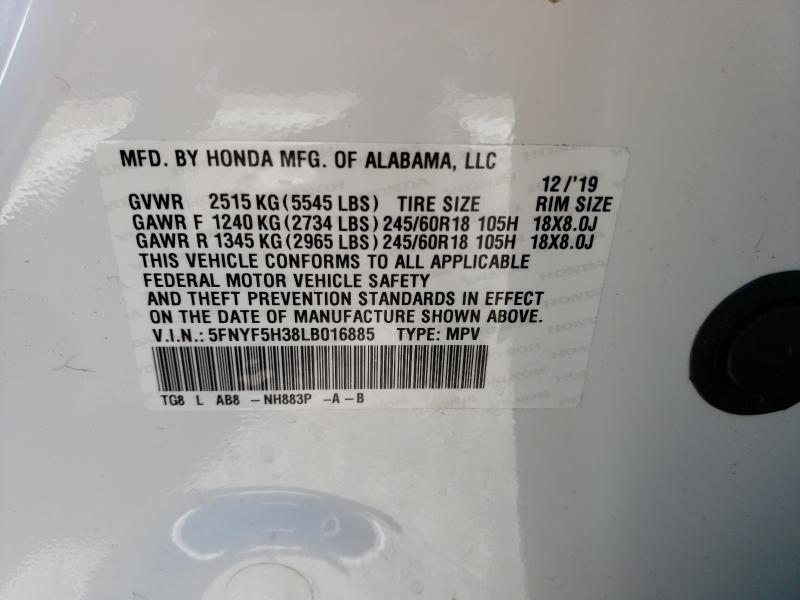 MFD. BY HONDA MFG. OF ALABAMA, LLC
12/'19
GVWR 2515 KG (5545 LBS) TIRE SIZE RIM SIZE
GAWR F 1240 KG (2734 LBS) 245/60R18 105H 18X8.0J
GAWR R 1345 KG (2965 LBS) 245/60R18 105H 18X8.0J
THIS VEHICLE CONFORMS TO ALL APPLICABLE
FEDERAL MOTOR VEHICLE SAFETY
AND THEFT PREVENTION STANDARDS IN EFFECT
ON THE DATE OF MANUFACTURE SHOWN ABOVE.
V.I.N.: 5FNYF5H38LB016885 TYPE: MPV
TG8 L AB8 -NH883P -A-B